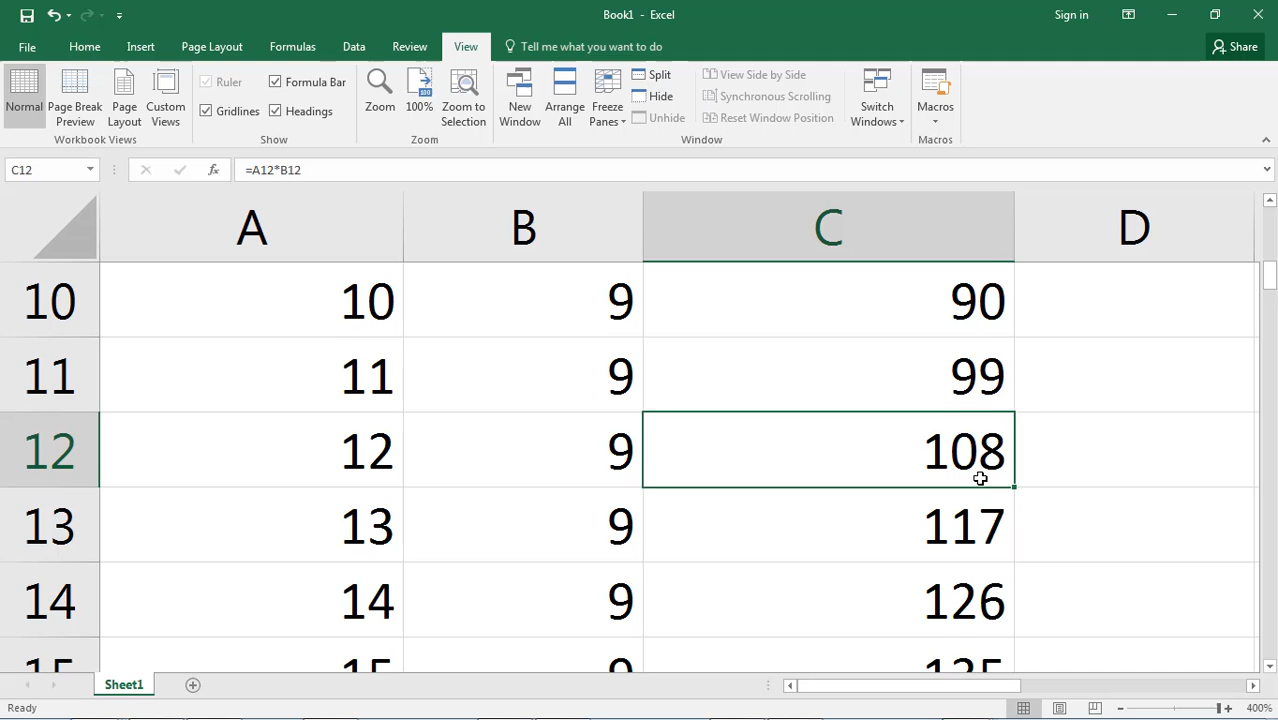 Book1 - Excel
Sign in
File Home Insert Page Layout Formulas Data Review View Tell me what you want to do Share
Normal
Page Break Preview
Page Layout
Custom Views
Workbook Views
Ruler
Formula Bar
Gridlines
Headings
Show
Zoom
100%
Zoom to Selection
Zoom
New Window
Arrange All
Freeze Panes
Split
Hide
Unhide
View Side by Side
Synchronous Scrolling
Reset Window Position
Window
Switch Windows
Macros
Macros
C12 fx =A12*B12
A B C D
10 10 9 90
11 11 9 99
12 12 9 108
13 13 9 117
14 14 9 126
15 15 9 135
Sheet1
Ready 400%